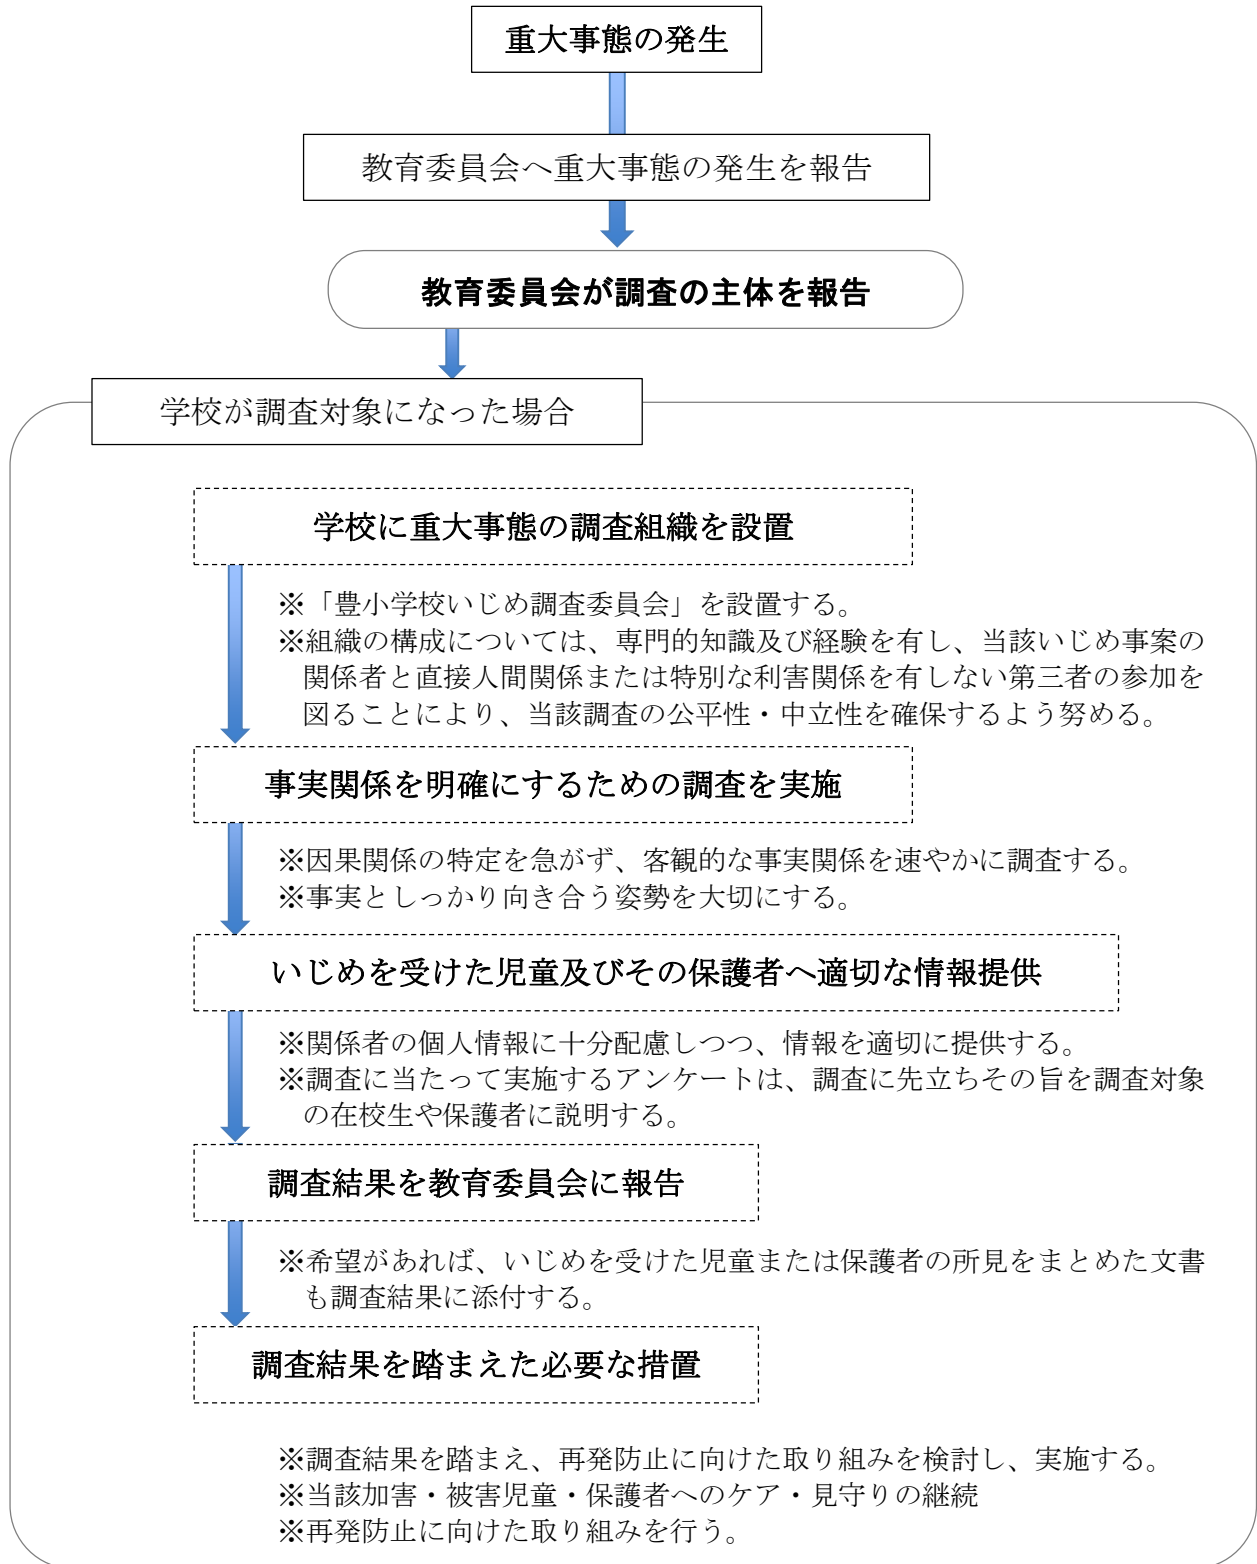 重大事態の発生
教育委員会へ重大事態の発生を報告
教育委員会が調査の主体を報告
学校が調査対象になった場合
学校に重大事態の調査組織を設置
※「豊小学校いじめ調査委員会」を設置する。
※組織の構成については、専門的知識及び経験を有し、当該いじめ事案の
関係者と直接人間関係または特別な利害関係を有しない第三者の参加を
図ることにより、当該調査の公平性・中立性を確保するよう努める。
事実関係を明確にするための調査を実施
※因果関係の特定を急がず、客観的な事実関係を速やかに調査する。
※事実としっかり向き合う姿勢を大切にする。
いじめを受けた児童及びその保護者へ適切な情報提供
※関係者の個人情報に十分配慮しつつ、情報を適切に提供する。
※調査に当たって実施するアンケートは、調査に先立ちその旨を調査対象
の在校生や保護者に説明する。
調査結果を教育委員会に報告
※希望があれば、いじめを受けた児童または保護者の所見をまとめた文書
も調査結果に添付する。
調査結果を踏まえた必要な措置
※調査結果を踏まえ、再発防止に向けた取り組みを検討し、実施する。
※当該加害・被害児童・保護者へのケア・見守りの継続
※再発防止に向けた取り組みを行う。